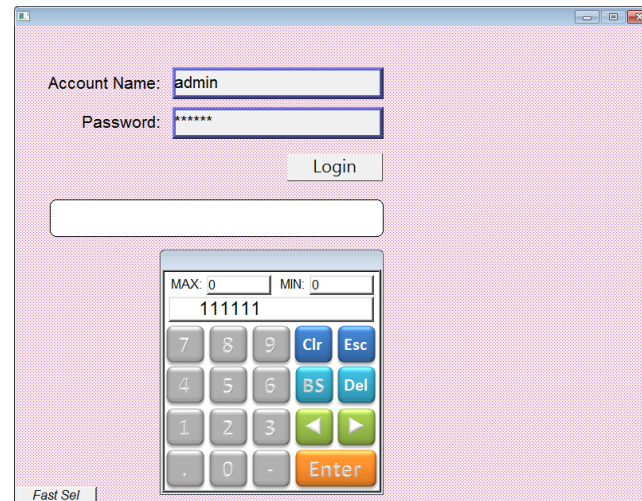 Account Name: admin
Password: ******
Login
MAX: 0 MIN: 0
111111
7 8 9 Clr Esc
4 5 6 BS Del
1 2 3
. 0 - Enter
Fast Sel